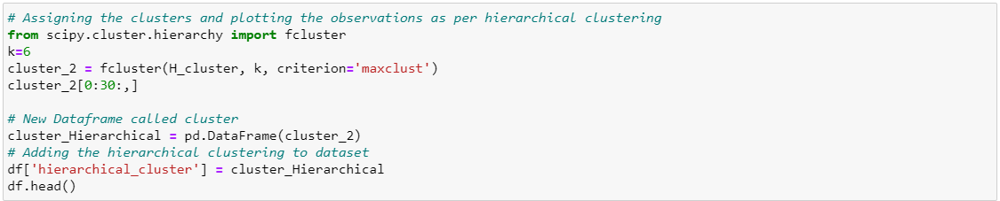 # Assigning the clusters and plotting the observations as per hierarchical clustering
from scipy.cluster.hierarchy import fcluster
k=6
cluster_2 = fcluster(H_cluster, k, criterion='maxclust')
cluster_2[0:30:,]
# New Dataframe called cluster
cluster_Hierarchical = pd.DataFrame(cluster_2)
# Adding the hierarchical clustering to dataset
df['hierarchical_cluster'] = cluster_Hierarchical
df.head()